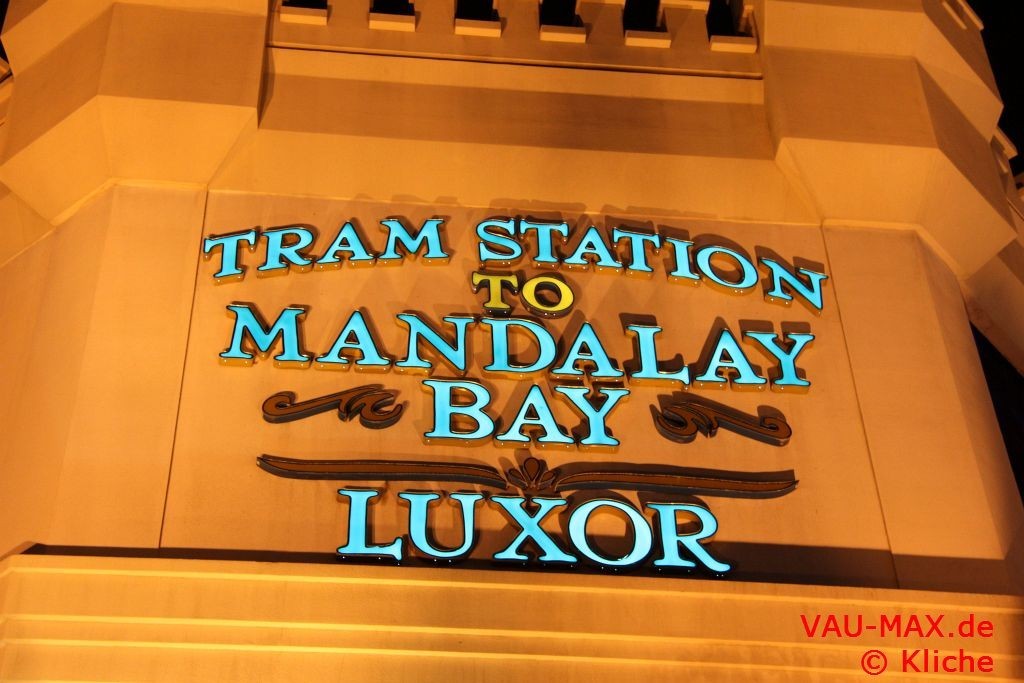 TRAM STATION
TO
MANDALAY
BAY
LUXOR
VAU-MAX.de
© Kliche